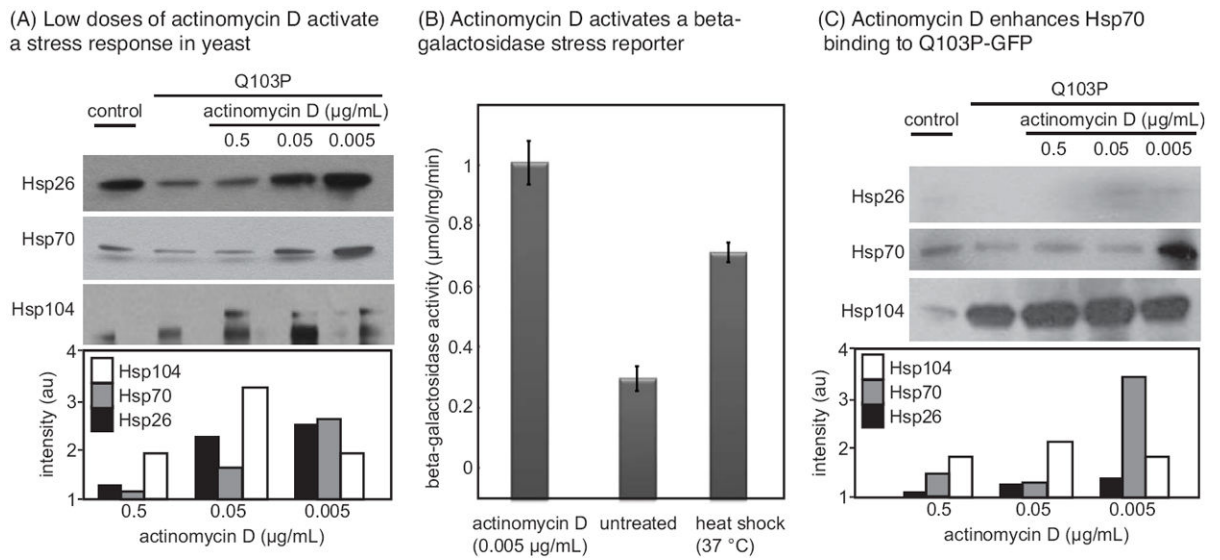 (A) Low doses of actinomycin D activate
a stress response in yeast
Q103P
control
actinomycin D (μg/mL)
0.5 0.05 0.005
Hsp26
Hsp70
Hsp104
4
3
2
1
intensity (au)
Hsp104
Hsp70
Hsp26
0.5 0.05 0.005
actinomycin D (μg/mL)
(B) Actinomycin D activates a beta-
galactosidase stress reporter
beta-galactosidase activity (μmol/mg/min)
1
0.8
0.6
0.4
0.2
0
actinomycin D untreated heat shock
(0.005 μg/mL) (37 °C)
(C) Actinomycin D enhances Hsp70
binding to Q103P-GFP
Q103P
control
actinomycin D (μg/mL)
0.5 0.05 0.005
Hsp26
Hsp70
Hsp104
4
3
2
1
intensity (au)
Hsp104
Hsp70
Hsp26
0.5 0.05 0.005
actinomycin D (μg/mL)